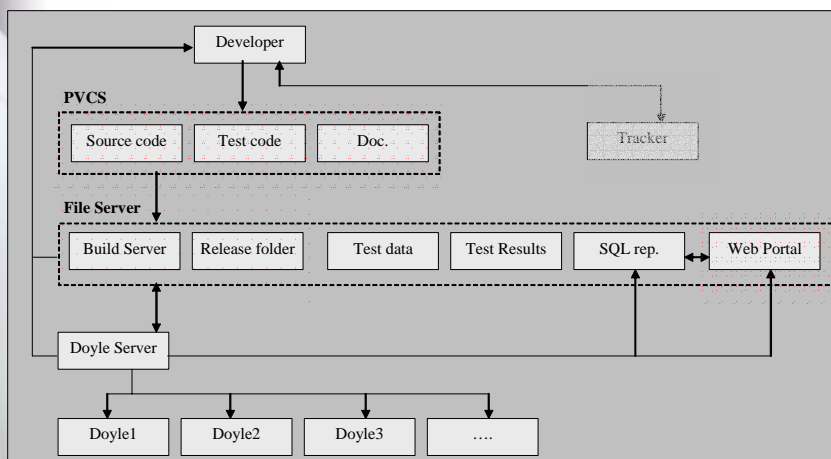 Developer
PVCS
Source code
Test code
Doc.
Tracker
File Server
Build Server
Release folder
Test data
Test Results
SQL rep.
Web Portal
Doyle Server
Doyle1
Doyle2
Doyle3
....